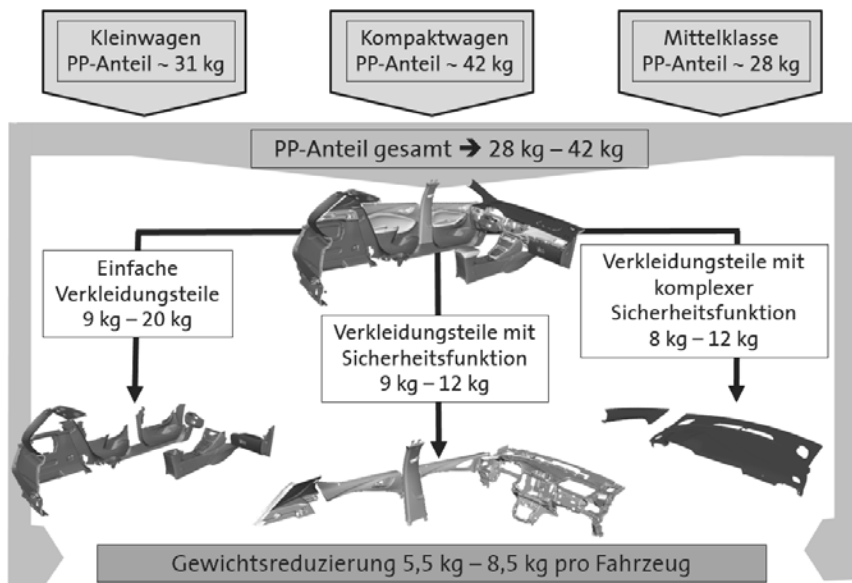 Kleinwagen
PP-Anteil ~ 31 kg
Kompaktwagen
PP-Anteil ~ 42 kg
Mittelklasse
PP-Anteil ~ 28 kg
PP-Anteil gesamt ➔ 28 kg – 42 kg
Einfache
Verkleidungsteile
9 kg – 20 kg
Verkleidungsteile mit
Sicherheitsfunktion
9 kg – 12 kg
Verkleidungsteile mit
komplexer
Sicherheitsfunktion
8 kg – 12 kg
Gewichtsreduzierung 5,5 kg – 8,5 kg pro Fahrzeug